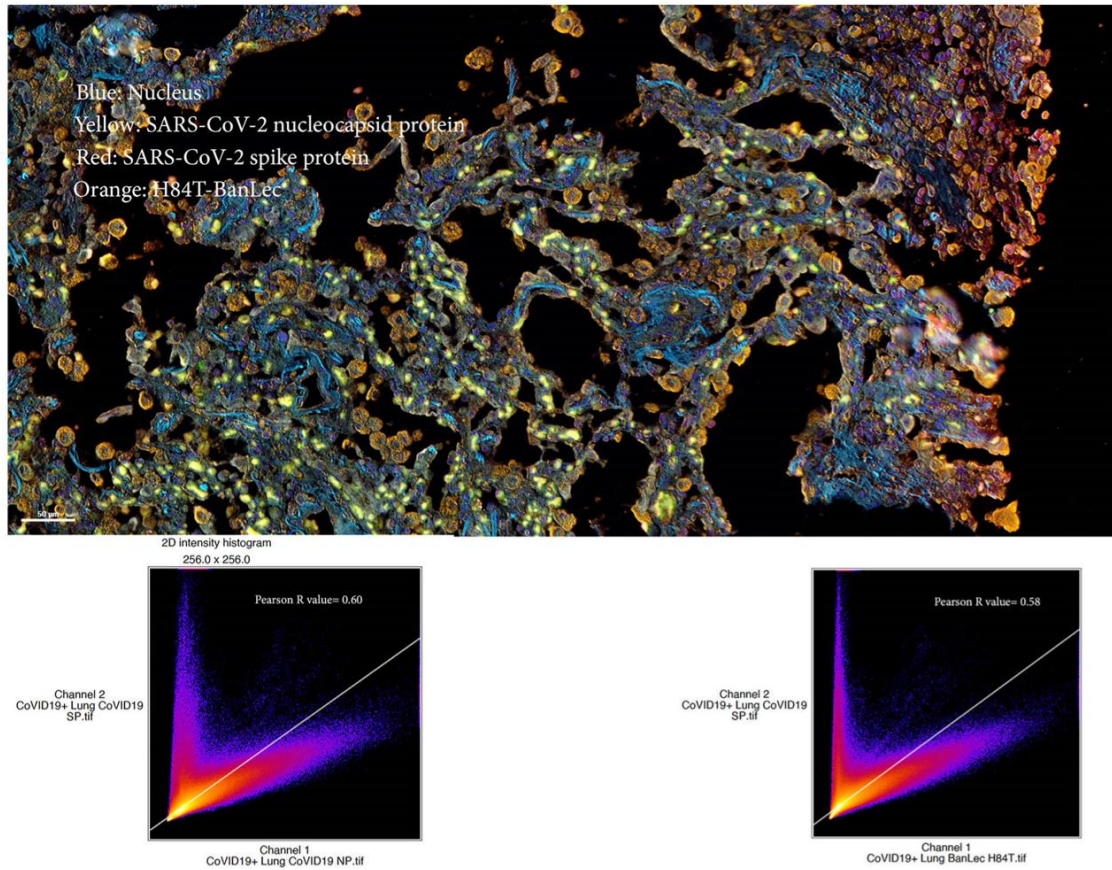 Blue: Nucleus
Yellow: SARS-CoV-2 nucleocapsid protein
Red: SARS-CoV-2 spike protein
Orange: H84T-BanLec
50 µm
2D intensity histogram
256.0 x 256.0
Pearson R value= 0.60
Channel 2
CoVID19+ Lung CoVID19
SP.tif
Channel 1
CoVID19+ Lung CoVID19 NP.tif
Pearson R value= 0.58
Channel 2
CoVID19+ Lung CoVID19
SP.tif
Channel 1
CoVID19+ Lung BanLec H84T.tif